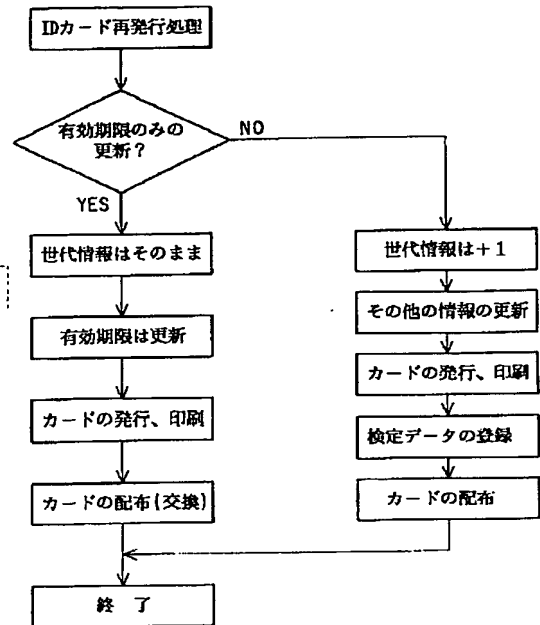 IDカード再発行処理
有効期限のみの
更新？
NO
YES
世代情報はそのまま
有効期限は更新
カードの発行、印刷
カードの配布(交換)
世代情報は＋１
その他の情報の更新
カードの発行、印刷
検定データの登録
カードの配布
終　了